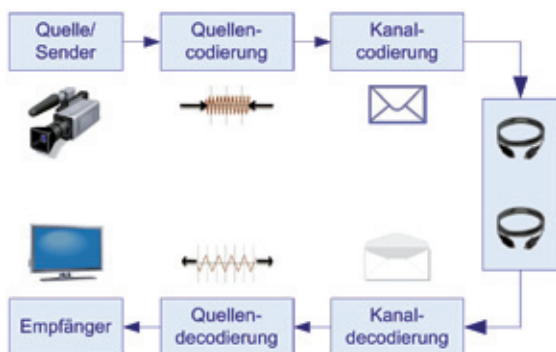 Quelle/
Sender
Quellen-
codierung
Kanal-
codierung
Empfänger
Quellen-
decodierung
Kanal-
decodierung